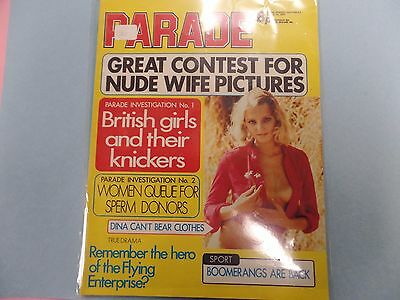 PARADE
8p
GREAT CONTEST FOR
NUDE WIFE PICTURES
PARADE INVESTIGATION No. 1
British girls
and their
knickers
PARADE INVESTIGATION No. 2
WOMEN QUEUE FOR
SPERM DONORS
DINA CAN'T BEAR CLOTHES
TRUE DRAMA
Remember the hero
of the Flying
Enterprise?
SPORT
BOOMERANGS ARE BACK